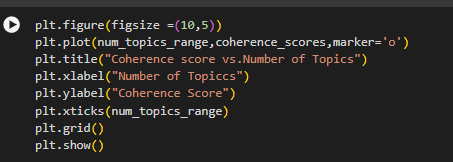 plt.figure(figsize =(10,5))
plt.plot(num_topics_range,coherence_scores,marker='o')
plt.title("Coherence score vs.Number of Topics")
plt.xlabel("Number of Topiccs")
plt.ylabel("Coherence Score")
plt.xticks(num_topics_range)
plt.grid()
plt.show()